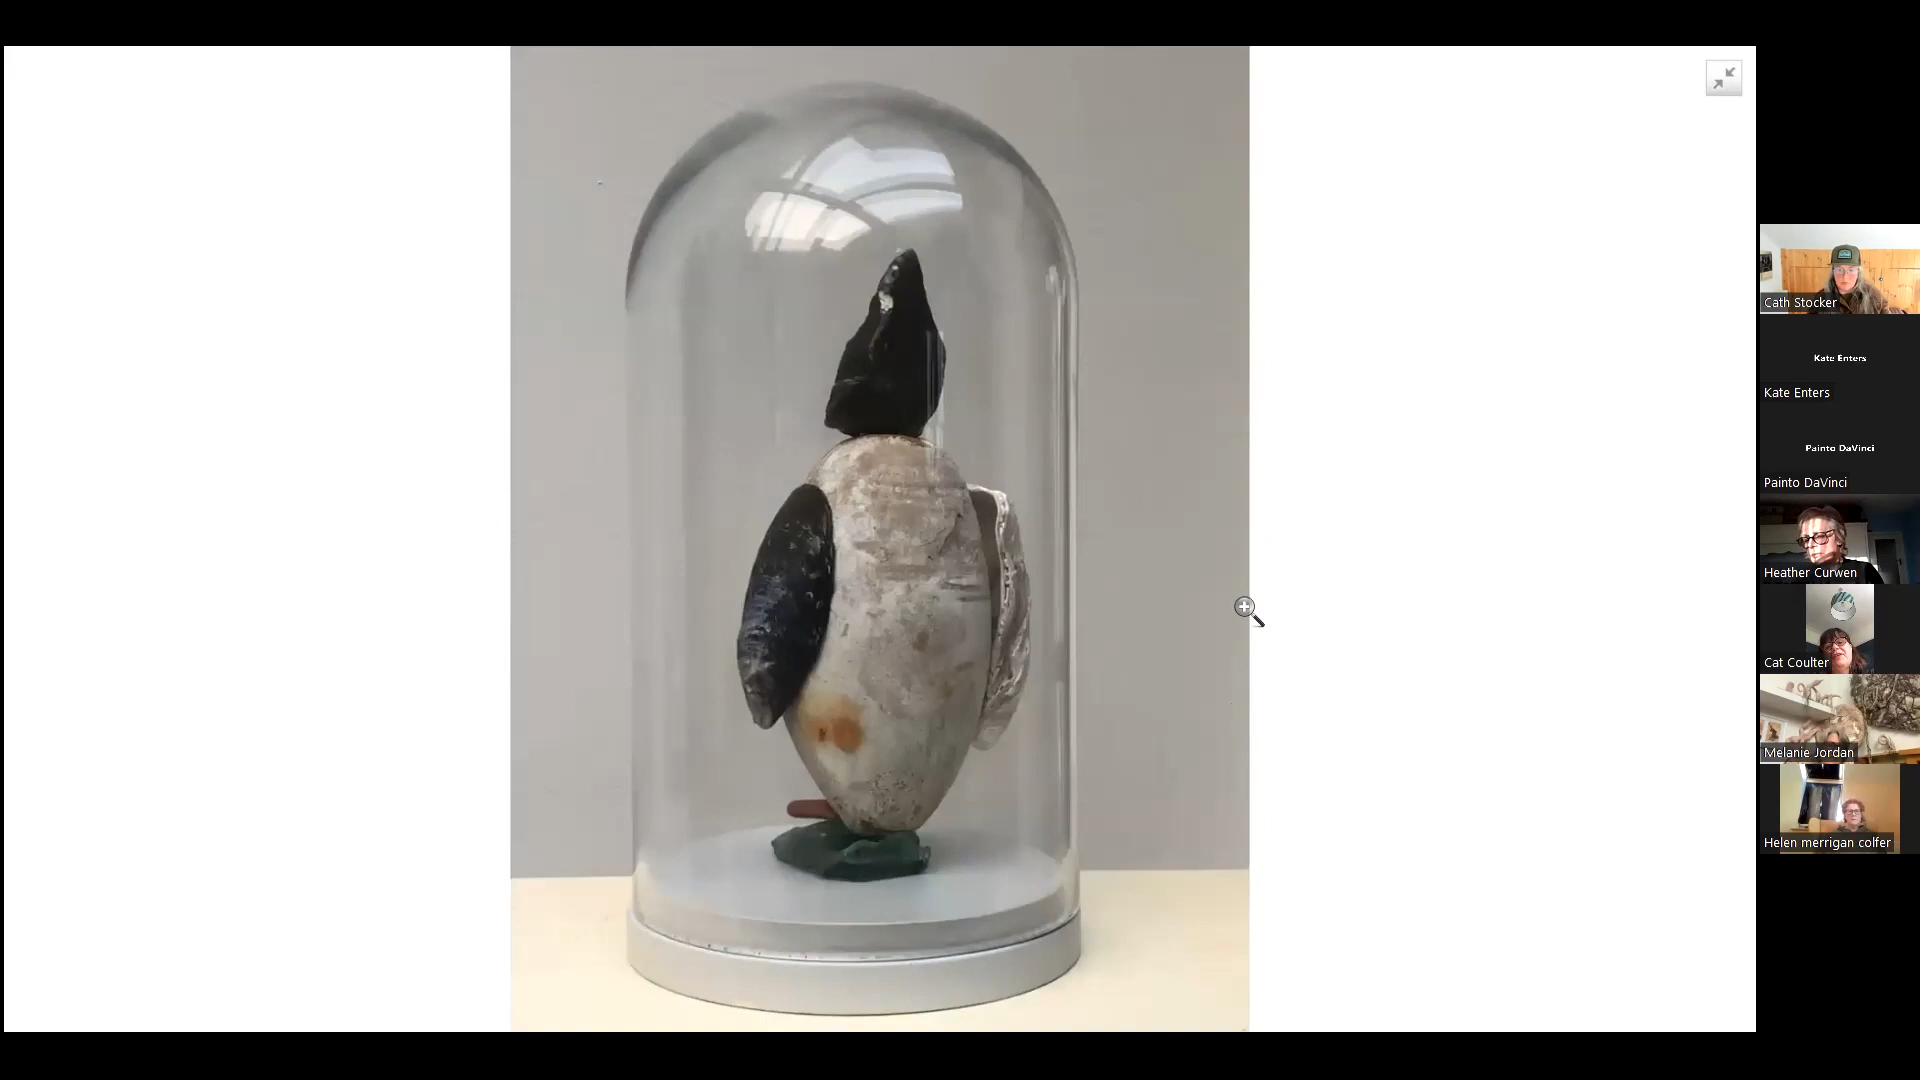 Cath Stocker
Kate Enters
Kate Enters
Painto DaVinci
Painto DaVinci
Heather Curwen
Cat Coulter
Melanie Jordan
Helen merrigan colfer